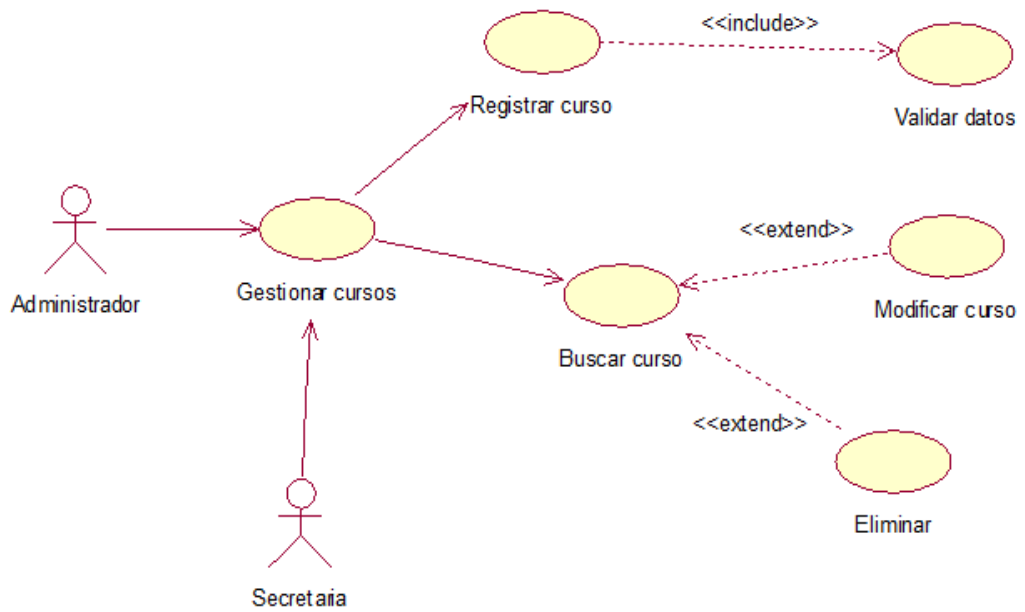 <<include>>
Registrar curso
Validar datos
Administrador
Gestionar cursos
<<extend>>
Modificar curso
Buscar curso
<<extend>>
Eliminar
Secretaria